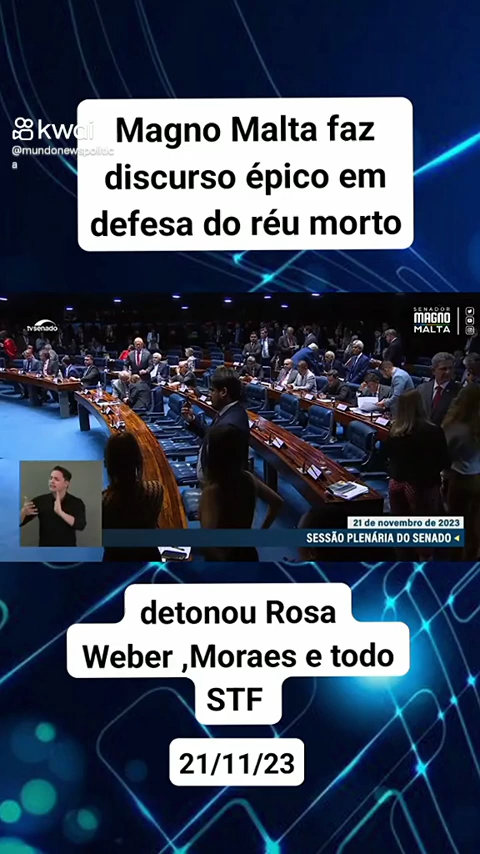 kwai
Magno Malta faz
@mundonewspolitic
a
discurso épico em
defesa do réu morto
tvsenado
SENADOR
MAGNO
MALTA
21 de novembro de 2023
SESSÃO PLENÁRIA DO SENADO
detonou Rosa
Weber ,Moraes e todo
STF
21/11/23